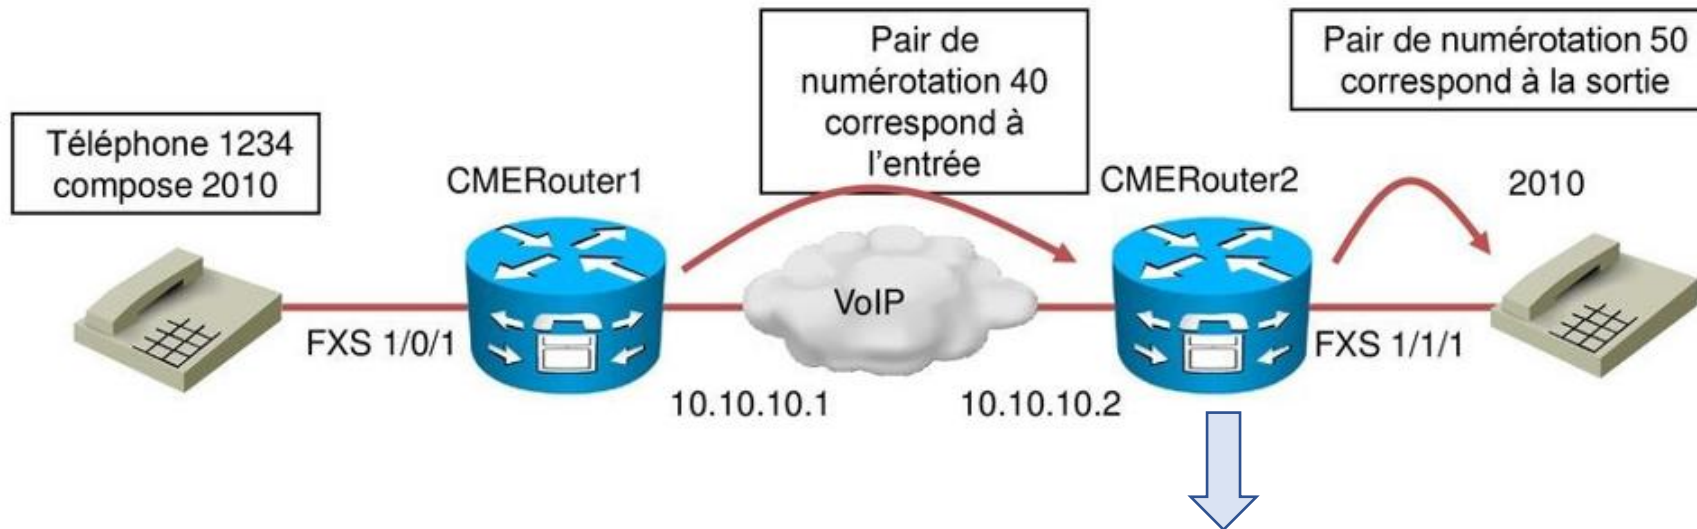 Téléphone 1234
compose 2010
CMERouter1
Pair de
numérotation 40
correspond à
l'entrée
CMERouter2
Pair de numérotation 50
correspond à la sortie
2010
FXS 1/0/1
VoIP
FXS 1/1/1
10.10.10.1
10.10.10.2